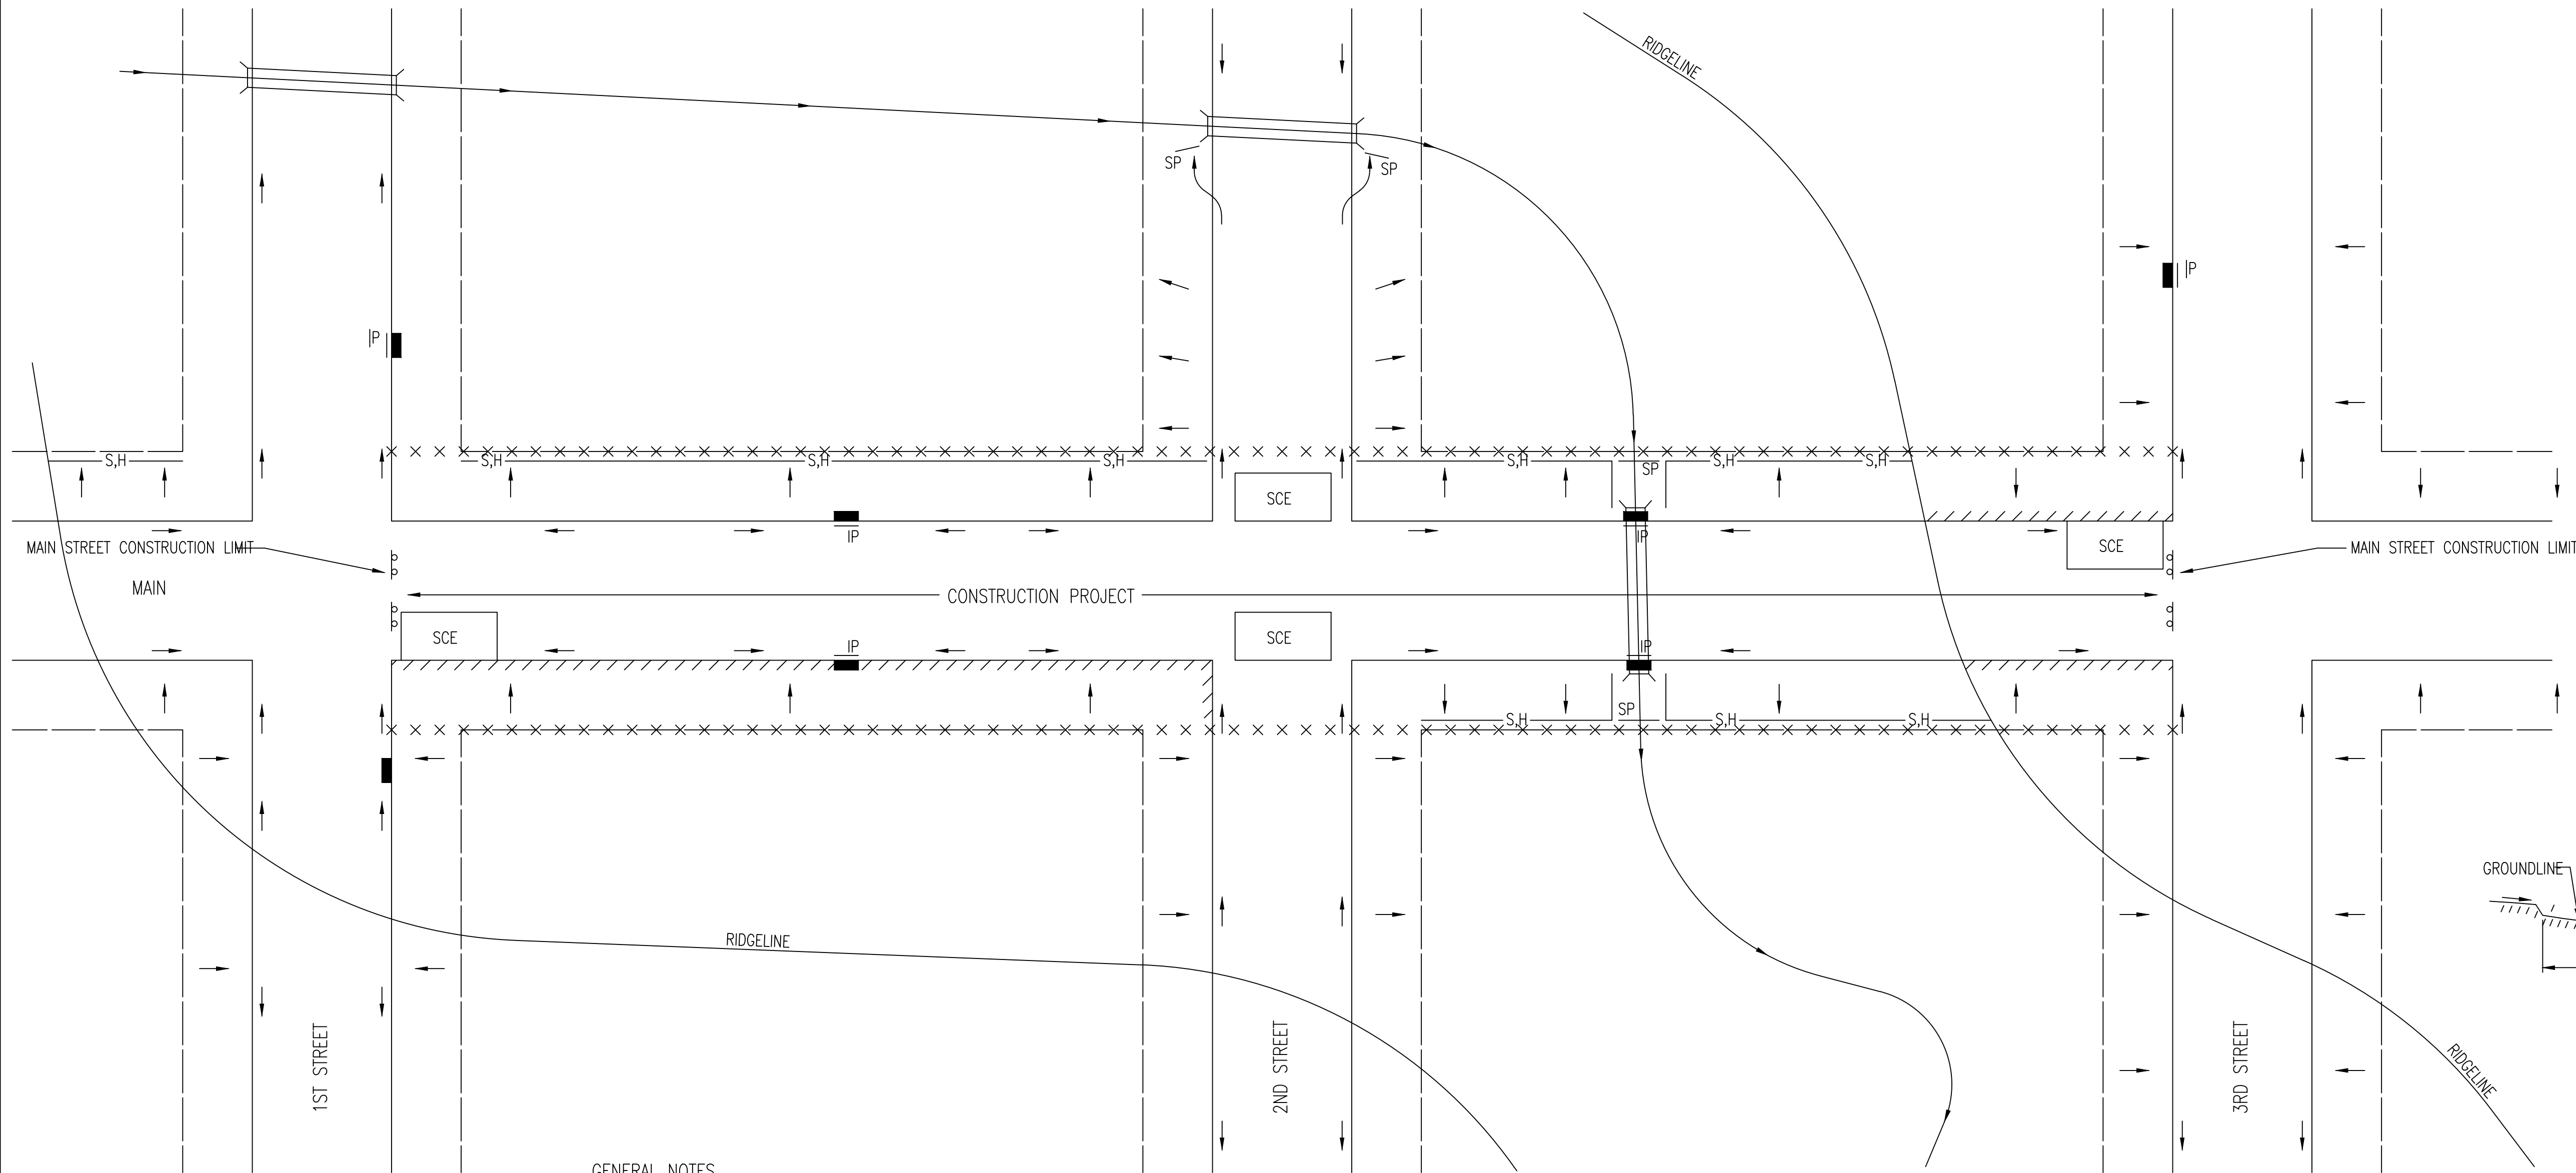 RIDGELINE
SP
SP
IP
IP
S,H
S,H
S,H
S,H
S,H
SP
S,H
S,H
SCE
IP
IP
MAIN STREET CONSTRUCTION LIMIT
SCE
MAIN STREET CONSTRUCTION LIMIT
MAIN
CONSTRUCTION PROJECT
SCE
SCE
IP
IP
S,H
SP
S,H
S,H
GROUNDLINE
RIDGELINE
1ST STREET
2ND STREET
3RD STREET
RIDGELINE
GENERAL NOTES